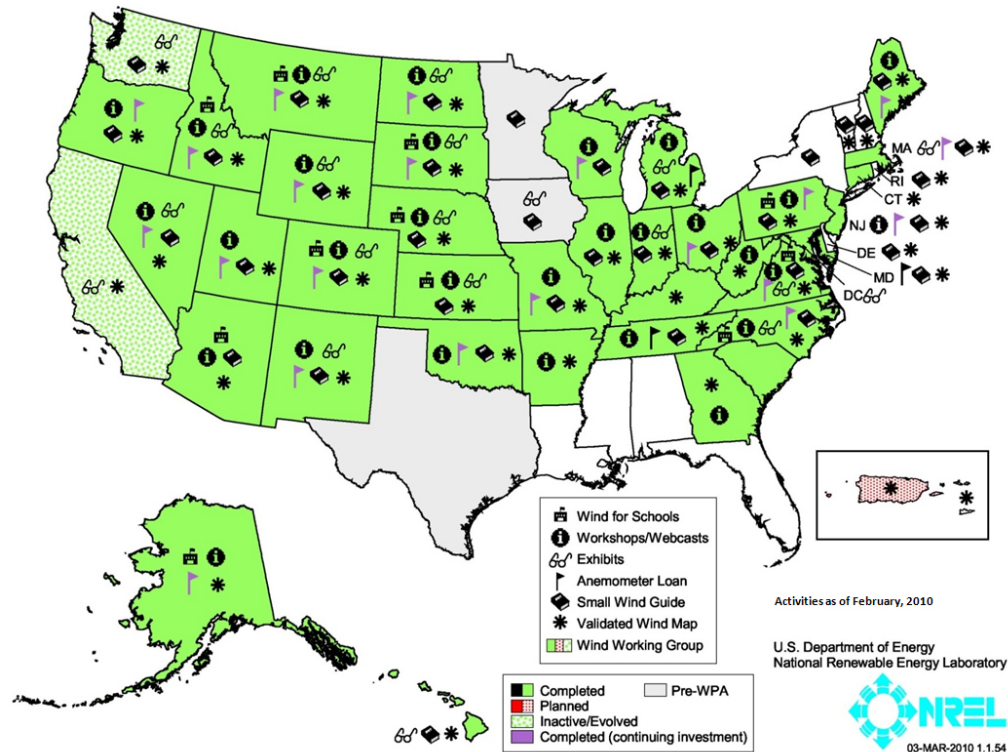 MA
RI
CT
NJ
DE
MD
DC
Wind for Schools
Workshops/Webcasts
Exhibits
Anemometer Loan
Small Wind Guide
Validated Wind Map
Wind Working Group
Completed
Pre-WPA
Planned
Inactive/Evolved
Completed (continuing investment)
Activities as of February, 2010
U.S. Department of Energy
National Renewable Energy Laboratory
NREL
03-MAR-2010 1.1.54